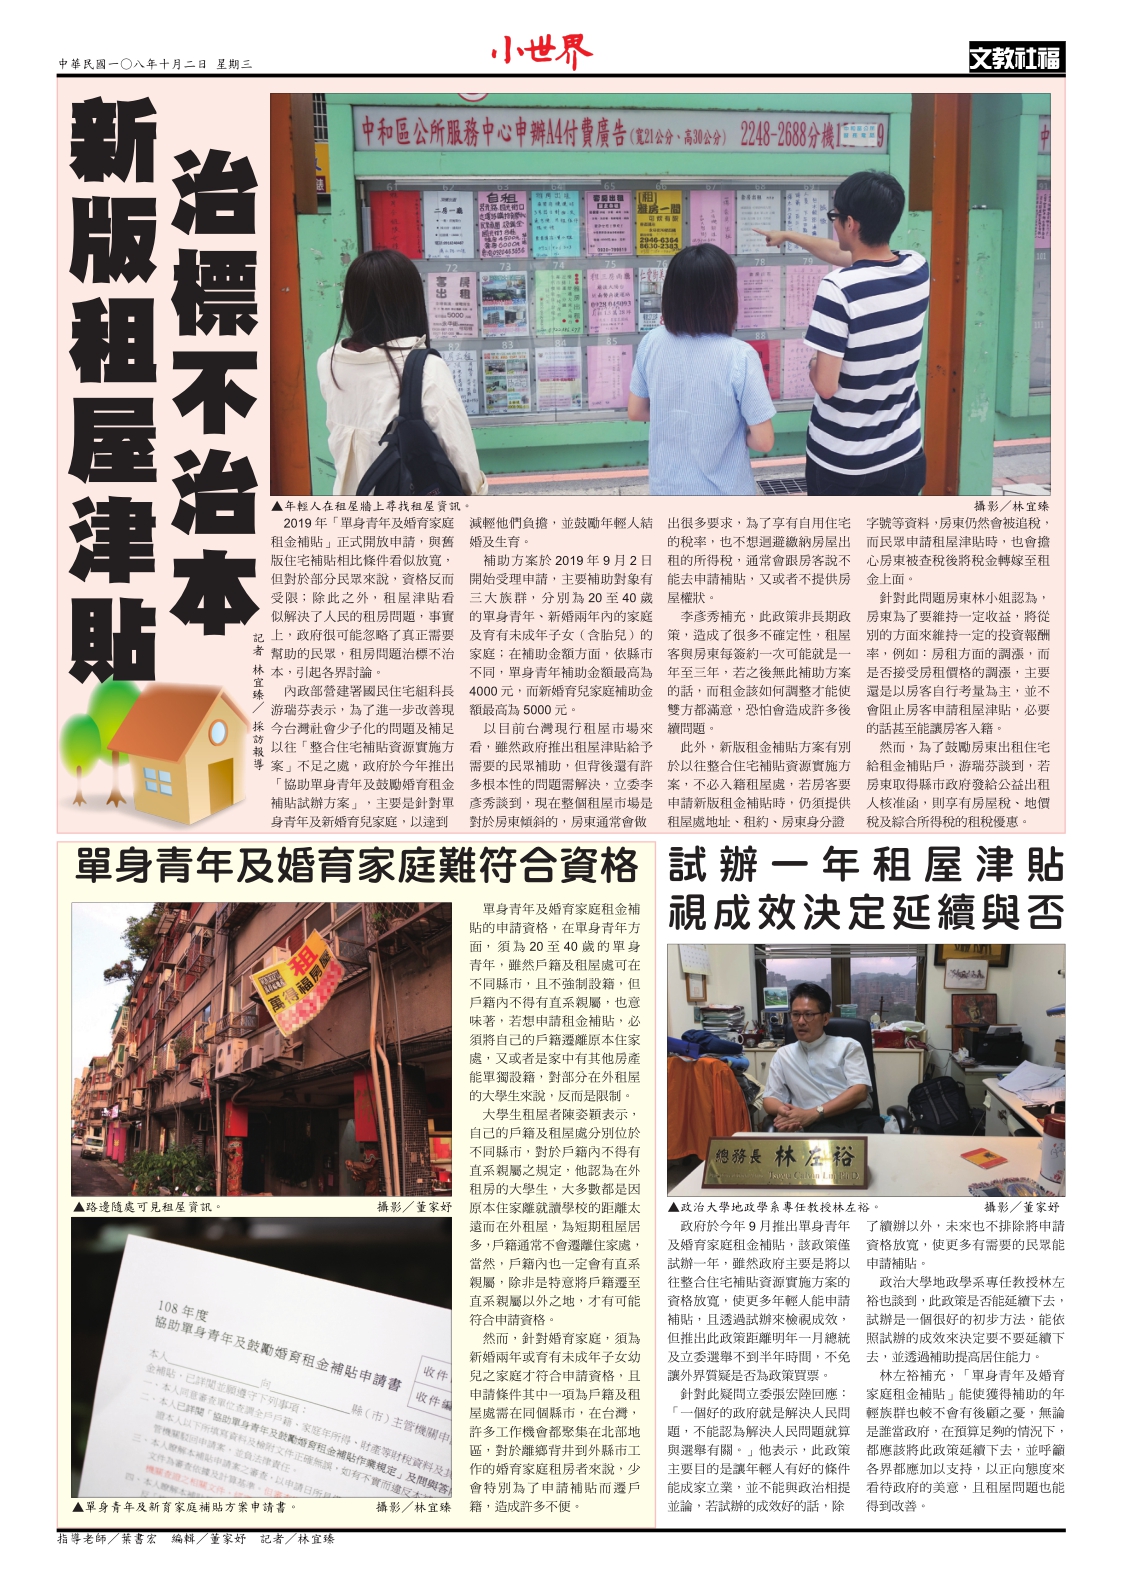 中華民國一〇八年十月二日 星期三
小世界
文教社福
新版租屋津貼
治標不治本
記者 林宜臻／採訪報導
中和區公所服務中心申辦A4付費廣告(寬21公分、高30公分) 2248-2688分機
▲年輕人在租屋牆上尋找租屋資訊。
攝影／林宜臻
2019年「單身青年及婚育家庭
租金補貼」正式開放申請，與舊
版住宅補貼相比條件看似放寬，
但對於部分民眾來說，資格反而
受限；除此之外，租屋津貼看
似解決了人民的租房問題，事實
上，政府很可能忽略了真正需要
幫助的民眾，租房問題治標不治
本，引起各界討論。
內政部營建署國民住宅組科長
游瑞芬表示，為了進一步改善現
今台灣社會少子化的問題及補足
以往「整合住宅補貼資源實施方
案」不足之處，政府於今年推出
「協助單身青年及鼓勵婚育租金
補貼試辦方案」，主要是針對單
身青年及新婚育兒家庭，以達到
減輕他們負擔，並鼓勵年輕人結
婚及生育。
補助方案於2019年9月2日
開始受理申請，主要補助對象有
三大族群，分別為20至40歲
的單身青年、新婚兩年內的家庭
及育有未成年子女（含胎兒）的
家庭；在補助金額方面，依縣市
不同，單身青年補助金額最高為
4000元，而新婚育兒家庭補助金
額最高為5000元。
以目前台灣現行租屋市場來
看，雖然政府推出租屋津貼給予
需要的民眾補助，但背後還有許
多根本性的問題需解決，立委李
彥秀談到，現在整個租屋市場是
對於房東傾斜的，房東通常會做
出很多要求，為了享有自用住宅
的稅率，也不想迴避繳納房屋出
租的所得稅，通常會跟房客說不
能去申請補貼，又或者不提供房
屋權狀。
李彥秀補充，此政策非長期政
策，造成了很多不確定性，租屋
客與房東每簽約一次可能就是一
年至三年，若之後無此補助方案
的話，而租金該如何調整才能使
雙方都滿意，恐怕會造成許多後
續問題。
此外，新版租金補貼方案有別
於以往整合住宅補貼資源實施方
案，不必入籍租屋處，若房客要
申請新版租金補貼時，仍須提供
租屋處地址、租約、房東身分證
字號等資料，房東仍然會被追稅，
而民眾申請租屋津貼時，也會擔
心房東被查稅後將稅金轉嫁至租
金上面。
針對此問題房東林小姐認為，
房東為了要維持一定收益，將從
別的方面來維持一定的投資報酬
率，例如：房租方面的調漲，而
是否接受房租價格的調漲，主要
還是以房客自行考量為主，並不
會阻止房客申請租屋津貼，必要
的話甚至能讓房客入籍。
然而，為了鼓勵房東出租住宅
給租金補貼戶，游瑞芬談到，若
房東取得縣市政府發給公益出租
人核准函，則享有房屋稅、地價
稅及綜合所得稅的租稅優惠。
單身青年及婚育家庭難符合資格
租
萬得福房屋
▲路邊隨處可見租屋資訊。
攝影／董家妤
108年度
協助單身青年及鼓勵婚育租金補貼申請書
▲單身青年及新育家庭補貼方案申請書。
攝影／林宜臻
單身青年及婚育家庭租金補
貼的申請資格，在單身青年方
面，須為20至40歲的單身
青年，雖然戶籍及租屋處可在
不同縣市，且不強制設籍，但
戶籍內不得有直系親屬，也意
味著，若想申請租金補貼，必
須將自己的戶籍遷離原本住家
處，又或者是家中有其他房產
能單獨設籍，對部分在外租屋
的大學生來說，反而是限制。
大學生租屋者陳姿穎表示，
自己的戶籍及租屋處分別位於
不同縣市，對於戶籍內不得有
直系親屬之規定，他認為在外
租房的大學生，大多數都是因
原本住家離就讀學校的距離太
遠而在外租屋，為短期租屋居
多，戶籍通常不會遷離住家處，
當然，戶籍內也一定會有直系
親屬，除非是特意將戶籍遷至
直系親屬以外之地，才有可能
符合申請資格。
然而，針對婚育家庭，須為
新婚兩年或育有未成年子女幼
兒之家庭才符合申請資格，且
申請條件其中一項為戶籍及租
屋處需在同個縣市，在台灣，
許多工作機會都聚集在北部地
區，對於離鄉背井到外縣市工
作的婚育家庭租房者來說，少
會特別為了申請補貼而遷戶
籍，造成許多不便。
試辦一年租屋津貼
視成效決定延續與否
總務長 林左裕
▲政治大學地政學系專任教授林左裕。
攝影／董家妤
政府於今年9月推出單身青年
及婚育家庭租金補貼，該政策僅
試辦一年，雖然政府主要是將以
往整合住宅補貼資源實施方案的
資格放寬，使更多年輕人能申請
補貼，且透過試辦來檢視成效，
但推出此政策距離明年一月總統
及立委選舉不到半年時間，不免
讓外界質疑是否為政策買票。
針對此疑問立委張宏陸回應：
「一個好的政府就是解決人民問
題，不能認為解決人民問題就算
與選舉有關。」他表示，此政策
主要目的是讓年輕人有好的條件
能成家立業，並不能與政治相提
並論，若試辦的成效好的話，除
了續辦以外，未來也不排除將申請
資格放寬，使更多有需要的民眾能
申請補貼。
政治大學地政學系專任教授林左
裕也談到，此政策是否能延續下去，
試辦是一個很好的初步方法，能依
照試辦的成效來決定要不要延續下
去，並透過補助提高居住能力。
林左裕補充，「單身青年及婚育
家庭租金補貼」能使獲得補助的年
輕族群也較不會有後顧之憂，無論
是誰當政府，在預算足夠的情況下，
都應該將此政策延續下去，並呼籲
各界都應加以支持，以正向態度來
看待政府的美意，且租屋問題也能
得到改善。
指導老師／葉書宏 編輯／董家妤 記者／林宜臻